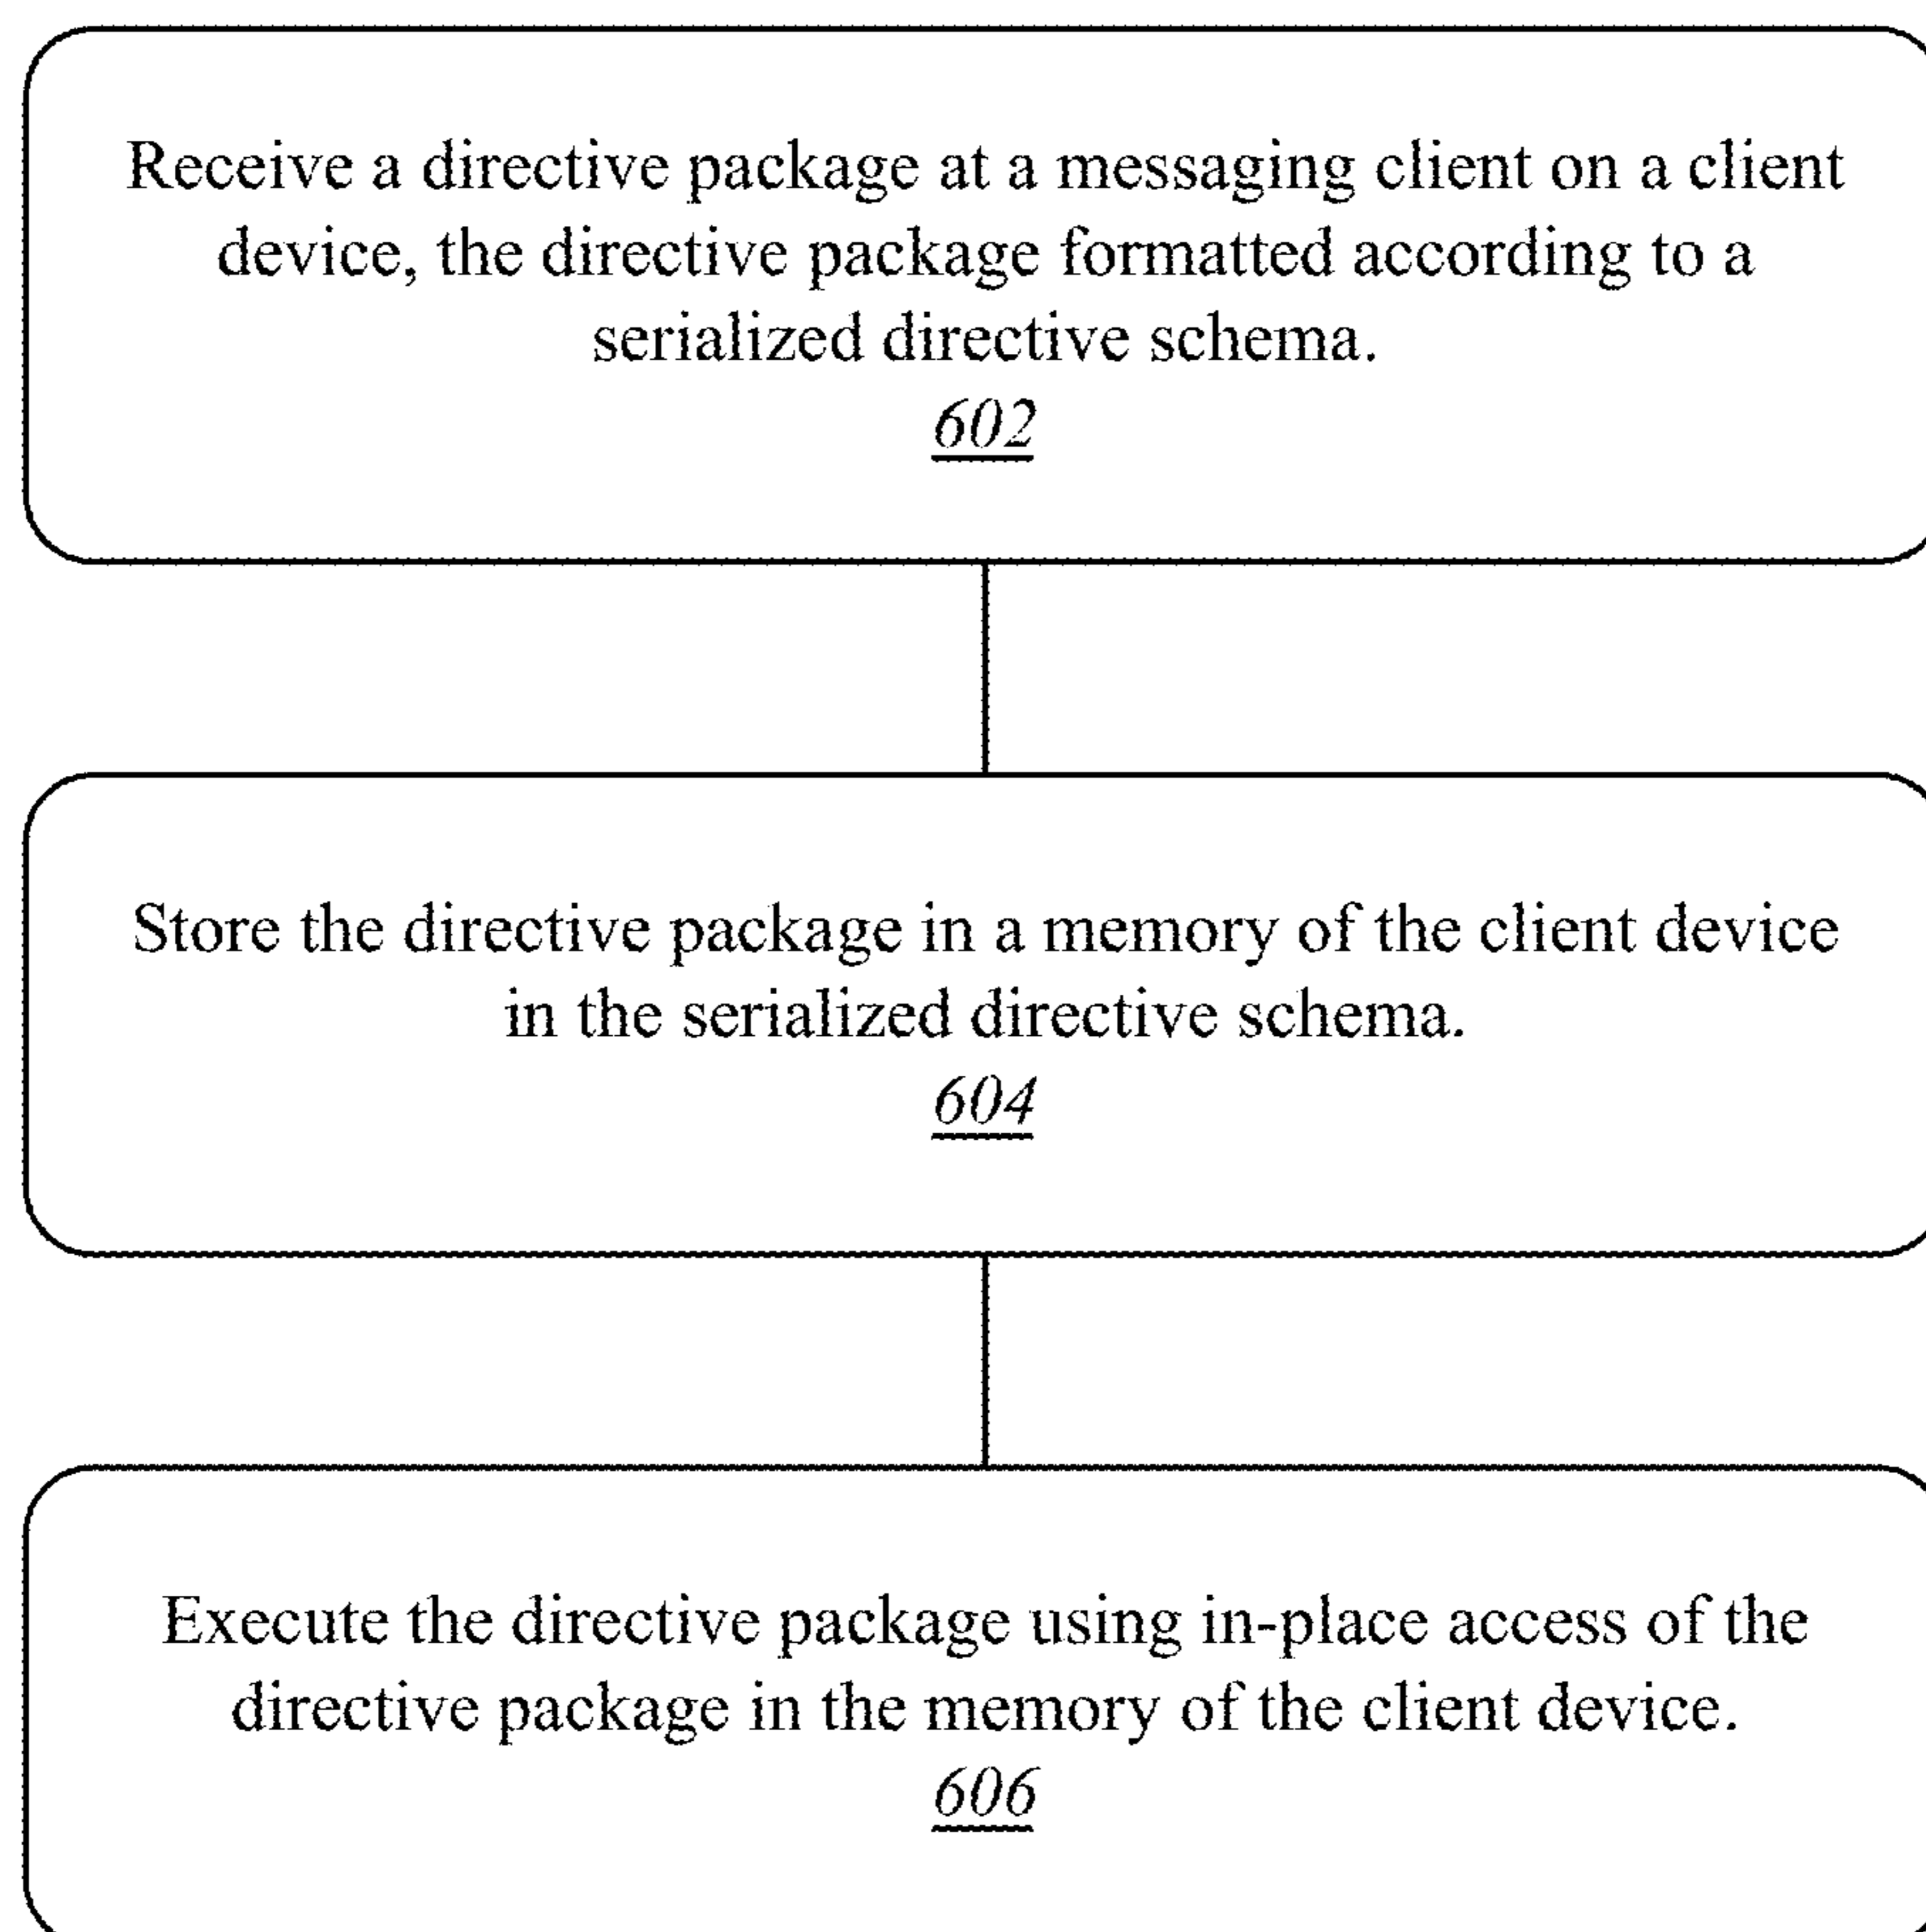 Receive a directive package at a messaging client on a client
device, the directive package formatted according to a
serialized directive schema.
602
Store the directive package in a memory of the client device
in the serialized directive schema.
604
Execute the directive package using in-place access of the
directive package in the memory of the client device.
606